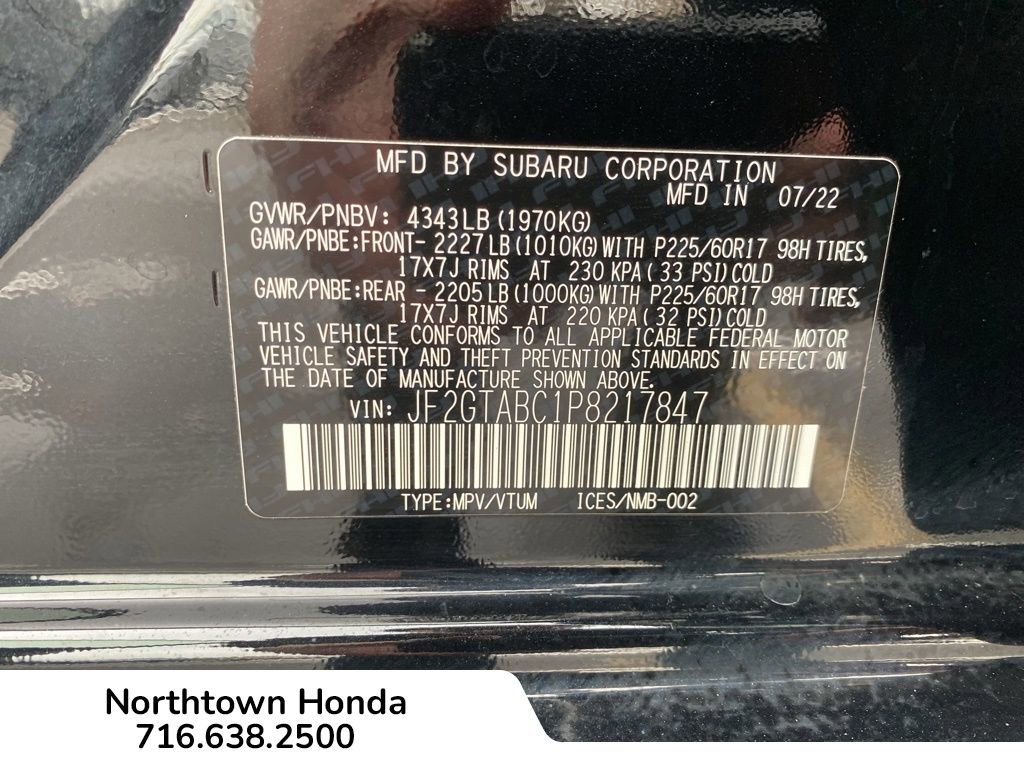 MFD BY SUBARU CORPORATION
MFD IN 07/22
GVWR/PNBV: 4343LB (1970KG)
GAWR/PNBE:FRONT- 2227LB (1010KG) WITH P225/60R17 98H TIRES,
17X7J RIMS AT 230 KPA ( 33 PSI) COLD
GAWR/PNBE:REAR - 2205LB (1000KG) WITH P225/60R17 98H TIRES,
17X7J RIMS AT 220 KPA ( 32 PSI) COLD
THIS VEHICLE CONFORMS TO ALL APPLICABLE FEDERAL MOTOR
VEHICLE SAFETY AND THEFT PREVENTION STANDARDS IN EFFECT ON
THE DATE OF MANUFACTURE SHOWN ABOVE.
VIN: JF2GTABC1P8217847
TYPE:MPV/VTUM ICES/NMB-002
Northtown Honda
716.638.2500